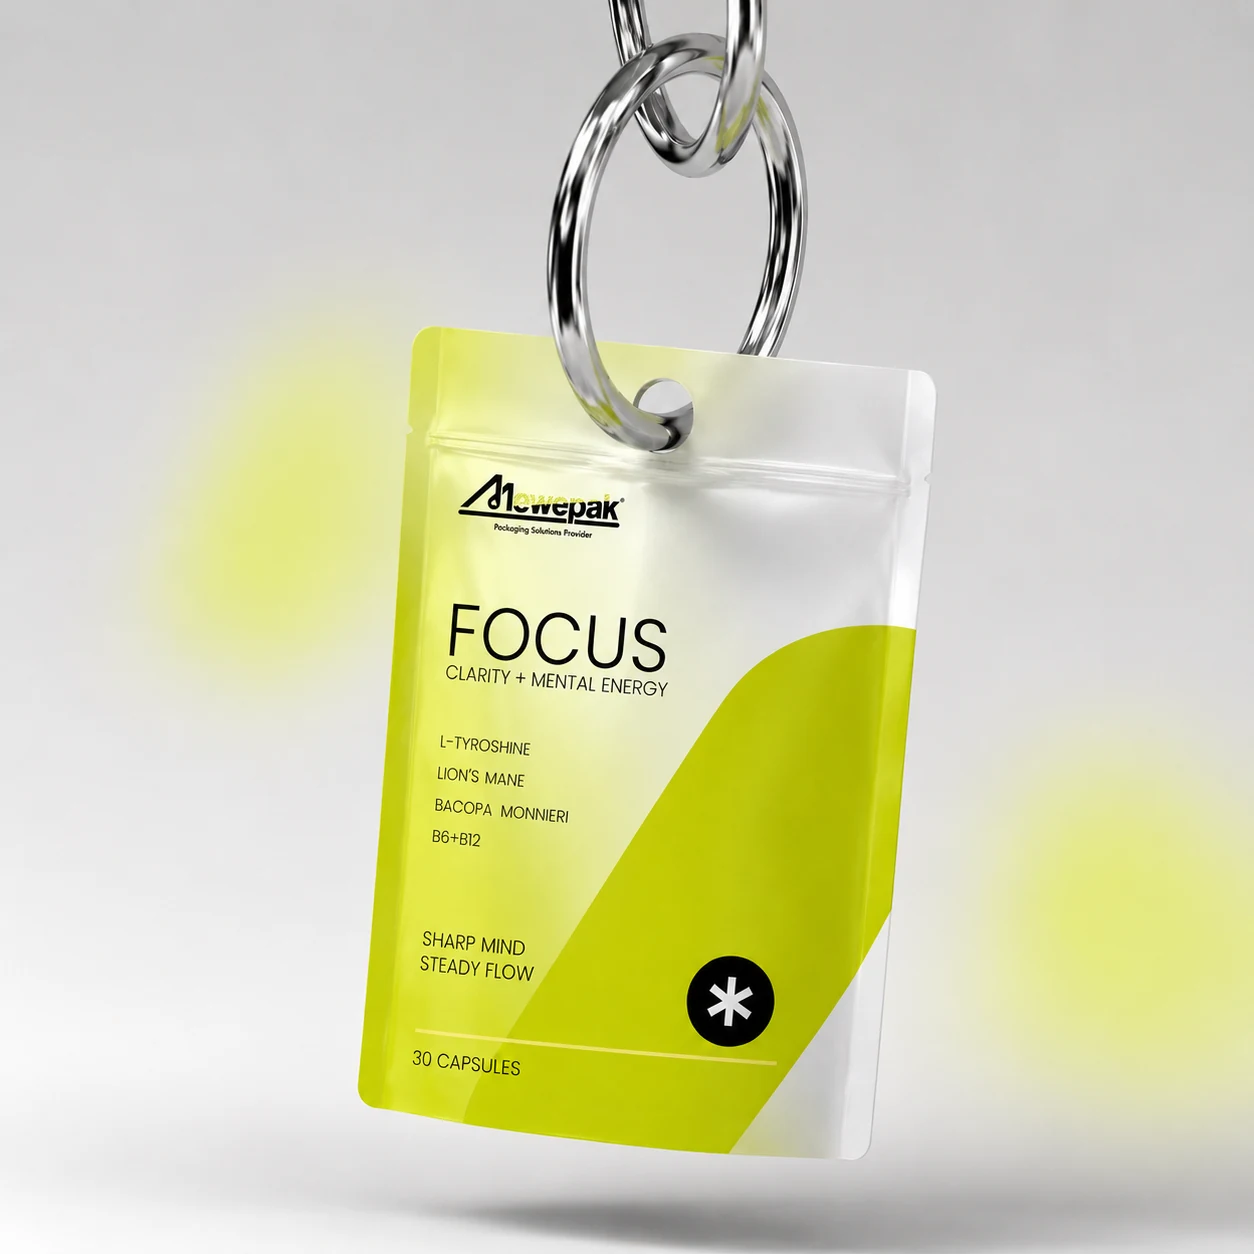 A1ewepak®
Packaging Solutions Provider
FOCUS
CLARITY + MENTAL ENERGY
L-TYROSHINE
LION'S MANE
BACOPA MONNIERI
B6+B12
SHARP MIND
STEADY FLOW
*
30 CAPSULES